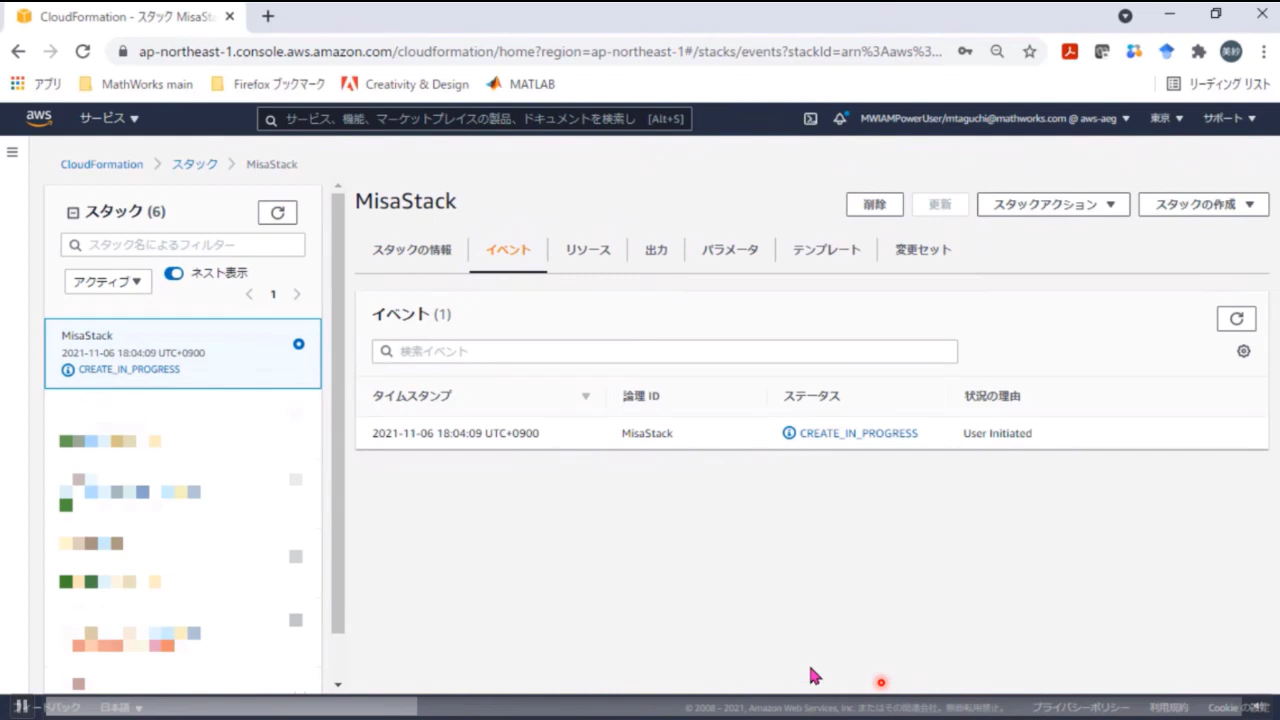 CloudFormation - スタック MisaSt
ap-northeast-1.console.aws.amazon.com/cloudformation/home?region=ap-northeast-1#/stacks/events?stackId=arn%3Aaws%3...
アプリ MathWorks main Firefox ブックマーク Creativity & Design MATLAB リーディング リスト
aws サービス ▼ サービス、機能、マーケットプレイスの製品、ドキュメントを検索し [Alt+S] MWIAMPowerUser/mtaguchi@mathworks.com @ aws-aeg ▼ 東京 ▼ サポート ▼
CloudFormation > スタック > MisaStack
スタック (6)
スタック名によるフィルター
アクティブ ▼ ネスト表示
< 1 >
MisaStack
2021-11-06 18:04:09 UTC+0900
CREATE_IN_PROGRESS
MisaStack
削除 更新 スタックアクション ▼ スタックの作成 ▼
スタックの情報 イベント リソース 出力 パラメータ テンプレート 変更セット
イベント (1)
検索イベント
タイムスタンプ ▼ 論理 ID ステータス 状況の理由
2021-11-06 18:04:09 UTC+0900 MisaStack CREATE_IN_PROGRESS User Initiated
フィードバック 日本語 ▼ © 2008 - 2021, Amazon Web Services, Inc. またはその関連会社。無断転用禁止。 プライバシーポリシー 利用規約 Cookie の設定